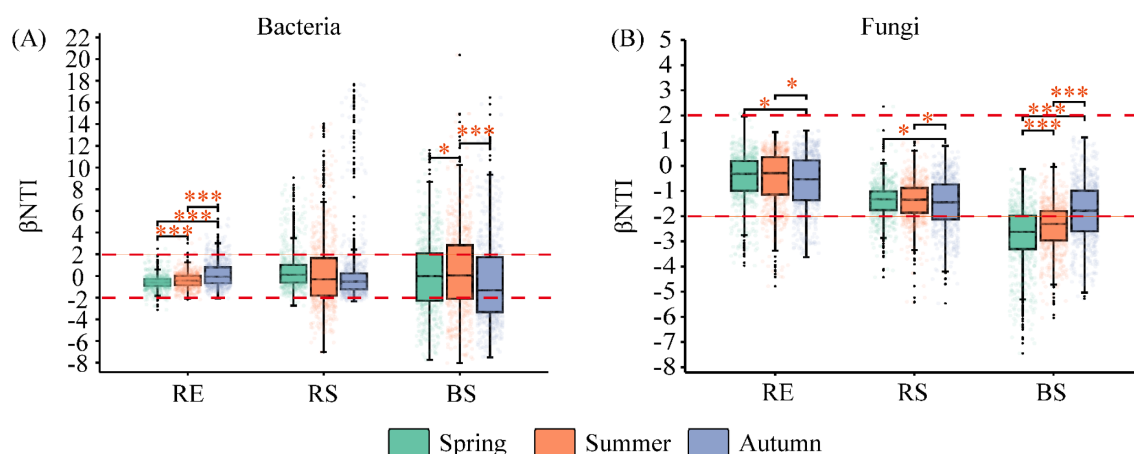 Bacteria
(A)
βNTI
22
20
18
16
14
12
10
8
6
4
2
0
-2
-4
-6
-8
*
***
***
***
***
RE
RS
BS
Fungi
(B)
βNTI
5
4
3
2
1
0
-1
-2
-3
-4
-5
-6
-7
-8
*
*
*
*
***
***
***
RE
RS
BS
Spring
Summer
Autumn